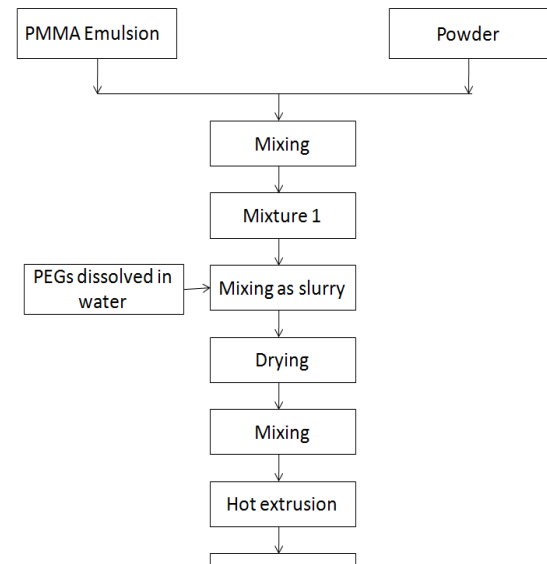 PMMA Emulsion
Powder
Mixing
Mixture 1
PEGs dissolved in
water
Mixing as slurry
Drying
Mixing
Hot extrusion